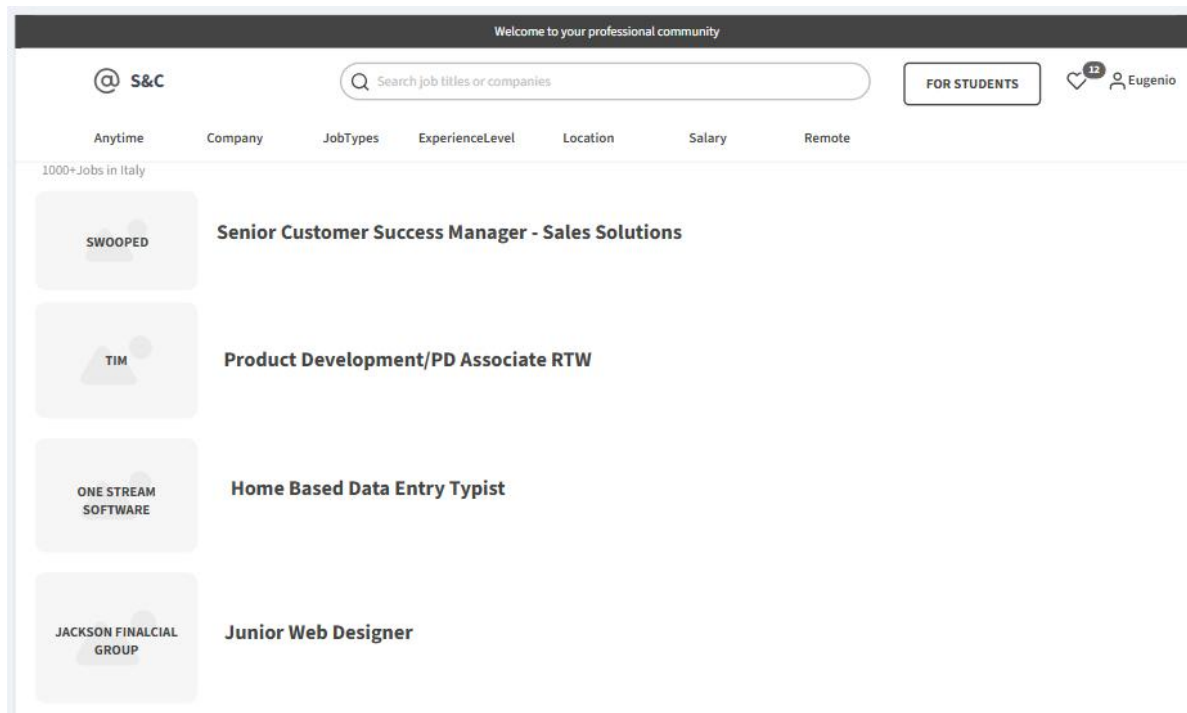 Welcome to your professional community
@ S&C
Search job titles or companies
FOR STUDENTS
12
Eugenio
Anytime Company JobTypes ExperienceLevel Location Salary Remote
1000+Jobs in Italy
SWOOPED
Senior Customer Success Manager - Sales Solutions
TIM
Product Development/PD Associate RTW
ONE STREAM
SOFTWARE
Home Based Data Entry Typist
JACKSON FINALCIAL
GROUP
Junior Web Designer